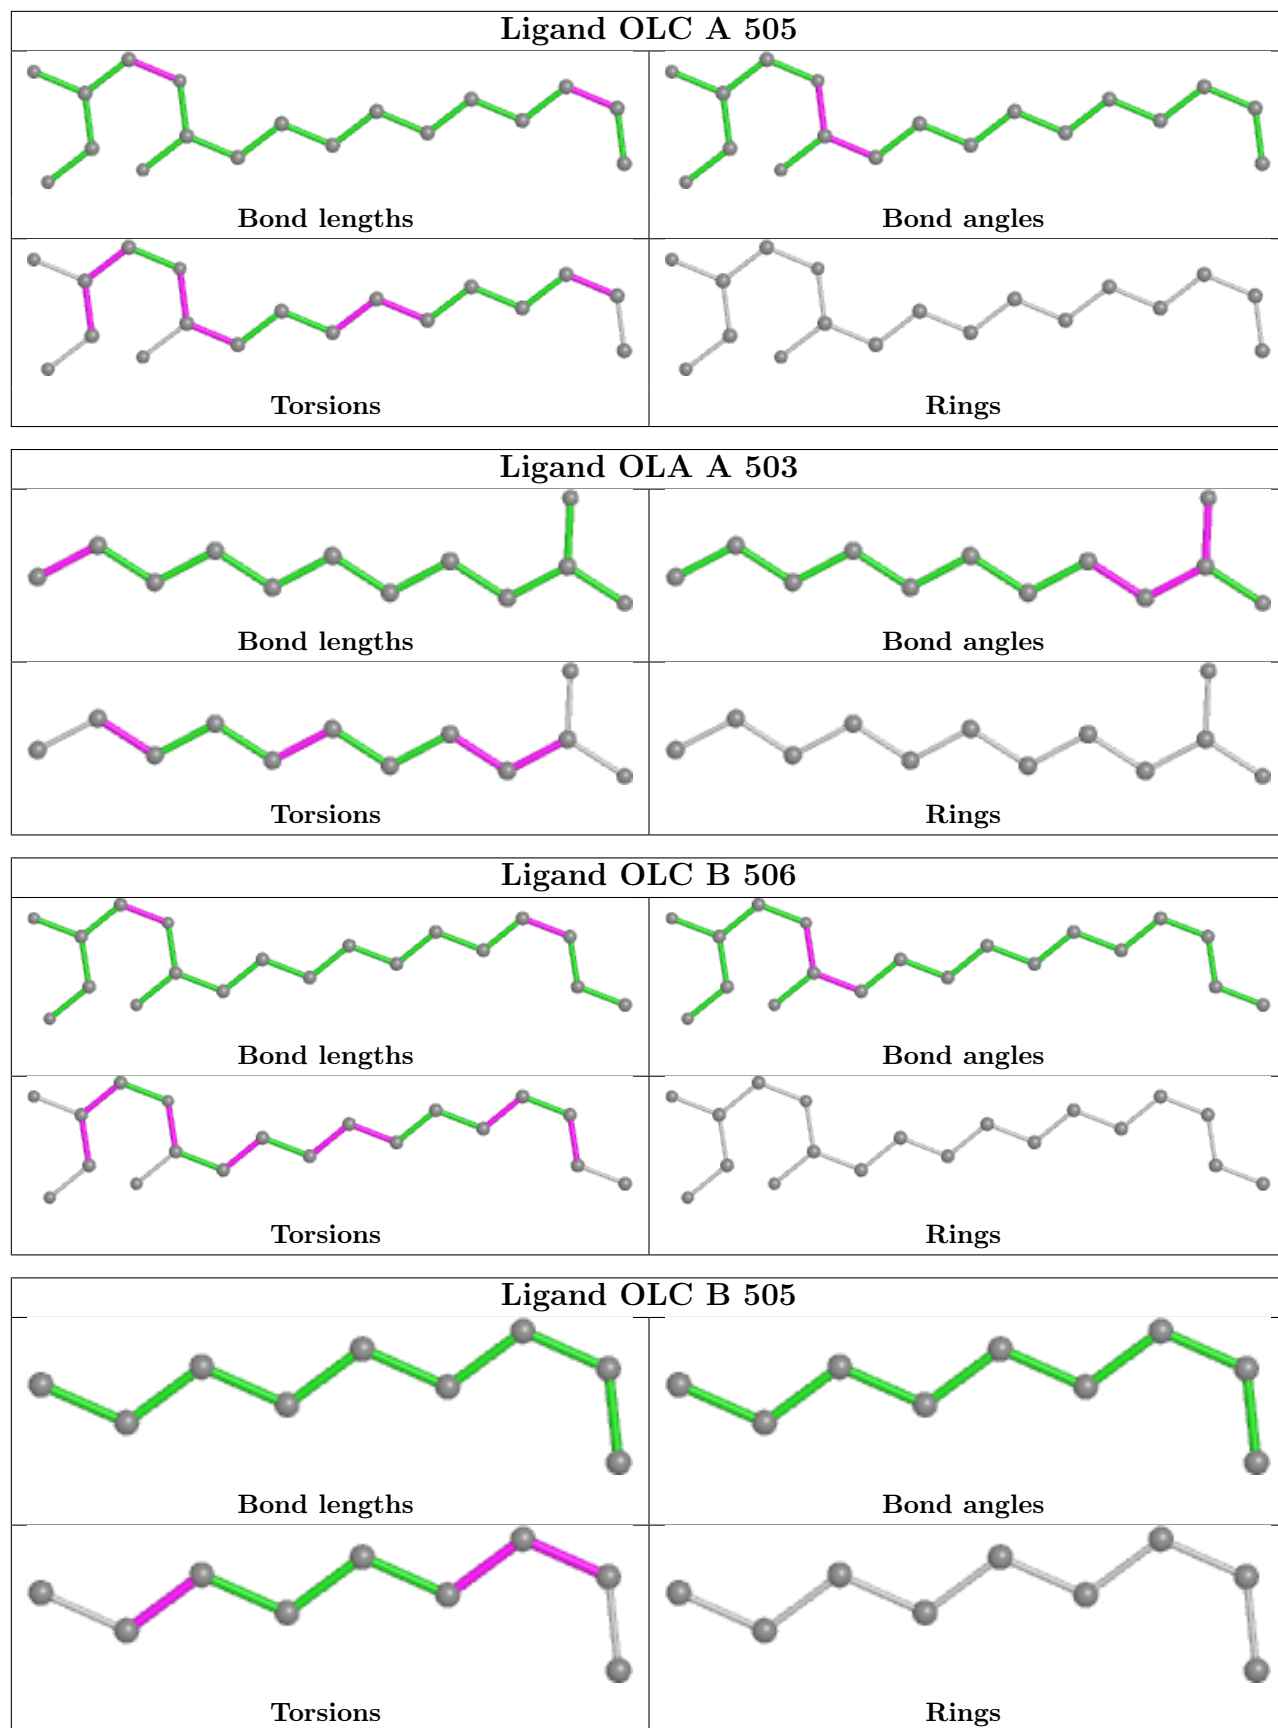 Ligand OLC A 505
Bond lengths
Bond angles
Torsions
Rings
Ligand OLA A 503
Bond lengths
Bond angles
Torsions
Rings
Ligand OLC B 506
Bond lengths
Bond angles
Torsions
Rings
Ligand OLC B 505
Bond lengths
Bond angles
Torsions
Rings